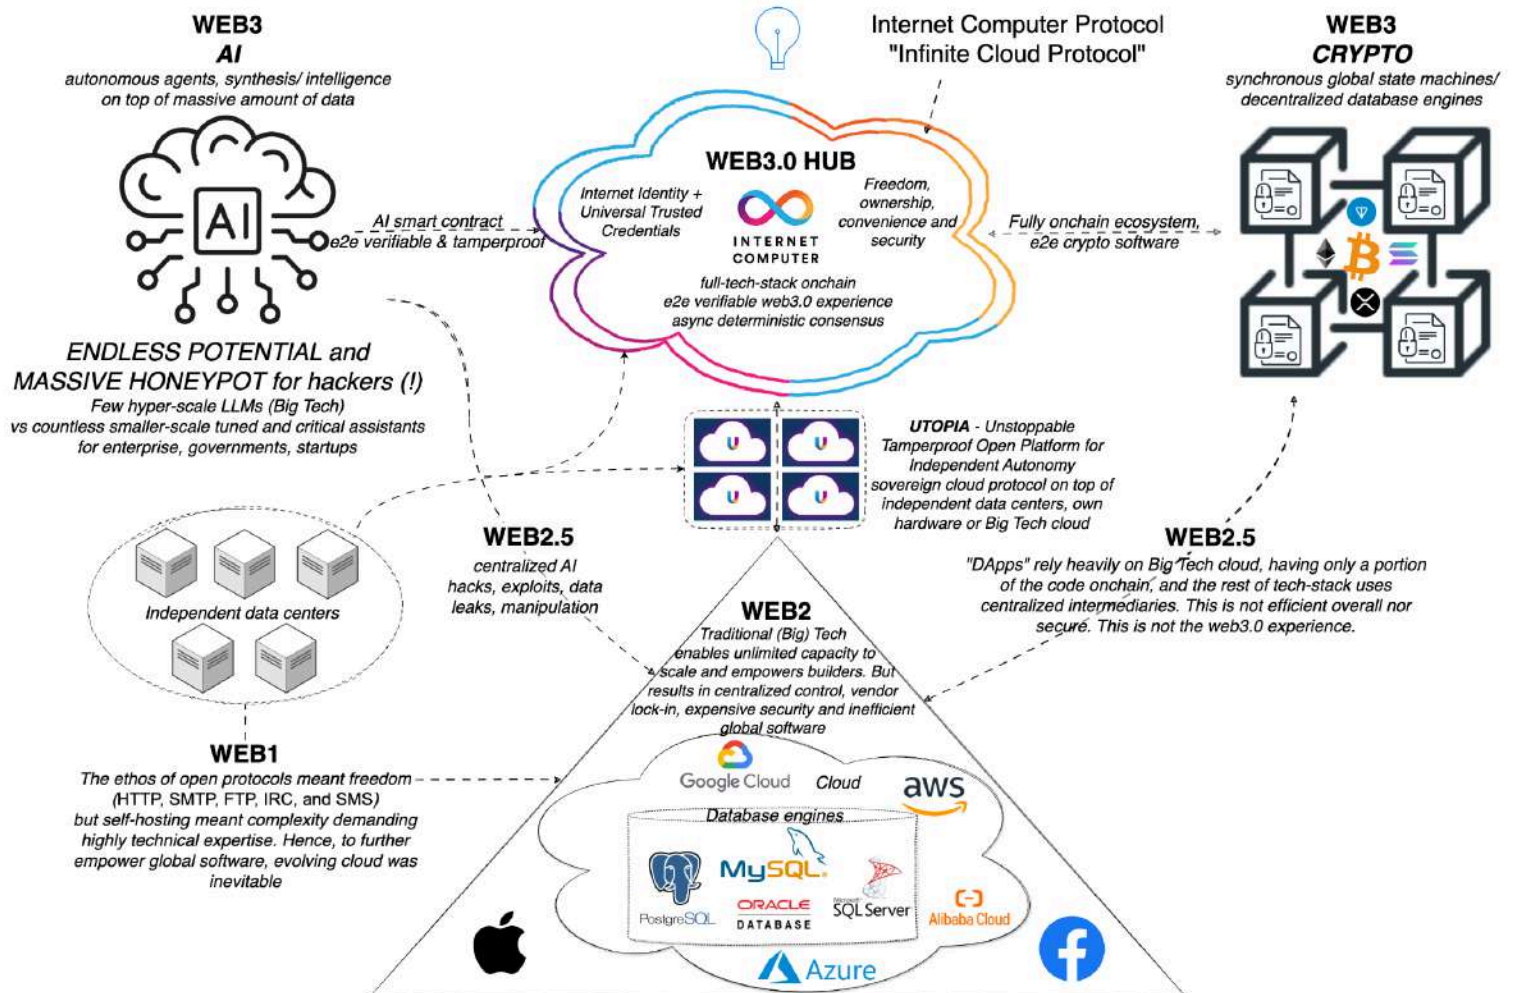 WEB3
AI
autonomous agents, synthesis/ intelligence
on top of massive amount of data
AI
AI smart contract
e2e verifiable & tamperproof
ENDLESS POTENTIAL and
MASSIVE HONEYPOT for hackers (!)
Few hyper-scale LLMs (Big Tech)
vs countless smaller-scale tuned and critical assistants
for enterprise, governments, startups
Internet Computer Protocol
"Infinite Cloud Protocol"
WEB3.0 HUB
Internet Identity +
Universal Trusted
Credentials
INTERNET
COMPUTER
Freedom,
ownership,
convenience and
security
full-tech-stack onchain
e2e verifiable web3.0 experience
async deterministic consensus
Fully onchain ecosystem,
e2e crypto software
WEB3
CRYPTO
synchronous global state machines/
decentralized database engines
U
U
U
U
UTOPIA - Unstoppable
Tamperproof Open Platform for
Independent Autonomy
sovereign cloud protocol on top of
independent data centers, own
hardware or Big Tech cloud
WEB2.5
centralized AI
hacks, exploits, data
leaks, manipulation
WEB2.5
"DApps" rely heavily on Big Tech cloud, having only a portion
of the code onchain, and the rest of tech-stack uses
centralized intermediaries. This is not efficient overall nor
secure. This is not the web3.0 experience.
Independent data centers
WEB1
The ethos of open protocols meant freedom
(HTTP, SMTP, FTP, IRC, and SMS)
but self-hosting meant complexity demanding
highly technical expertise. Hence, to further
empower global software, evolving cloud was
inevitable
WEB2
Traditional (Big) Tech
enables unlimited capacity to
scale and empowers builders. But
results in centralized control, vendor
lock-in, expensive security and inefficient
global software
Google Cloud
Cloud
aws
Database engines
PostgreSQL
MySQL
ORACLE
DATABASE
Microsoft
SQL Server
Alibaba Cloud
Azure